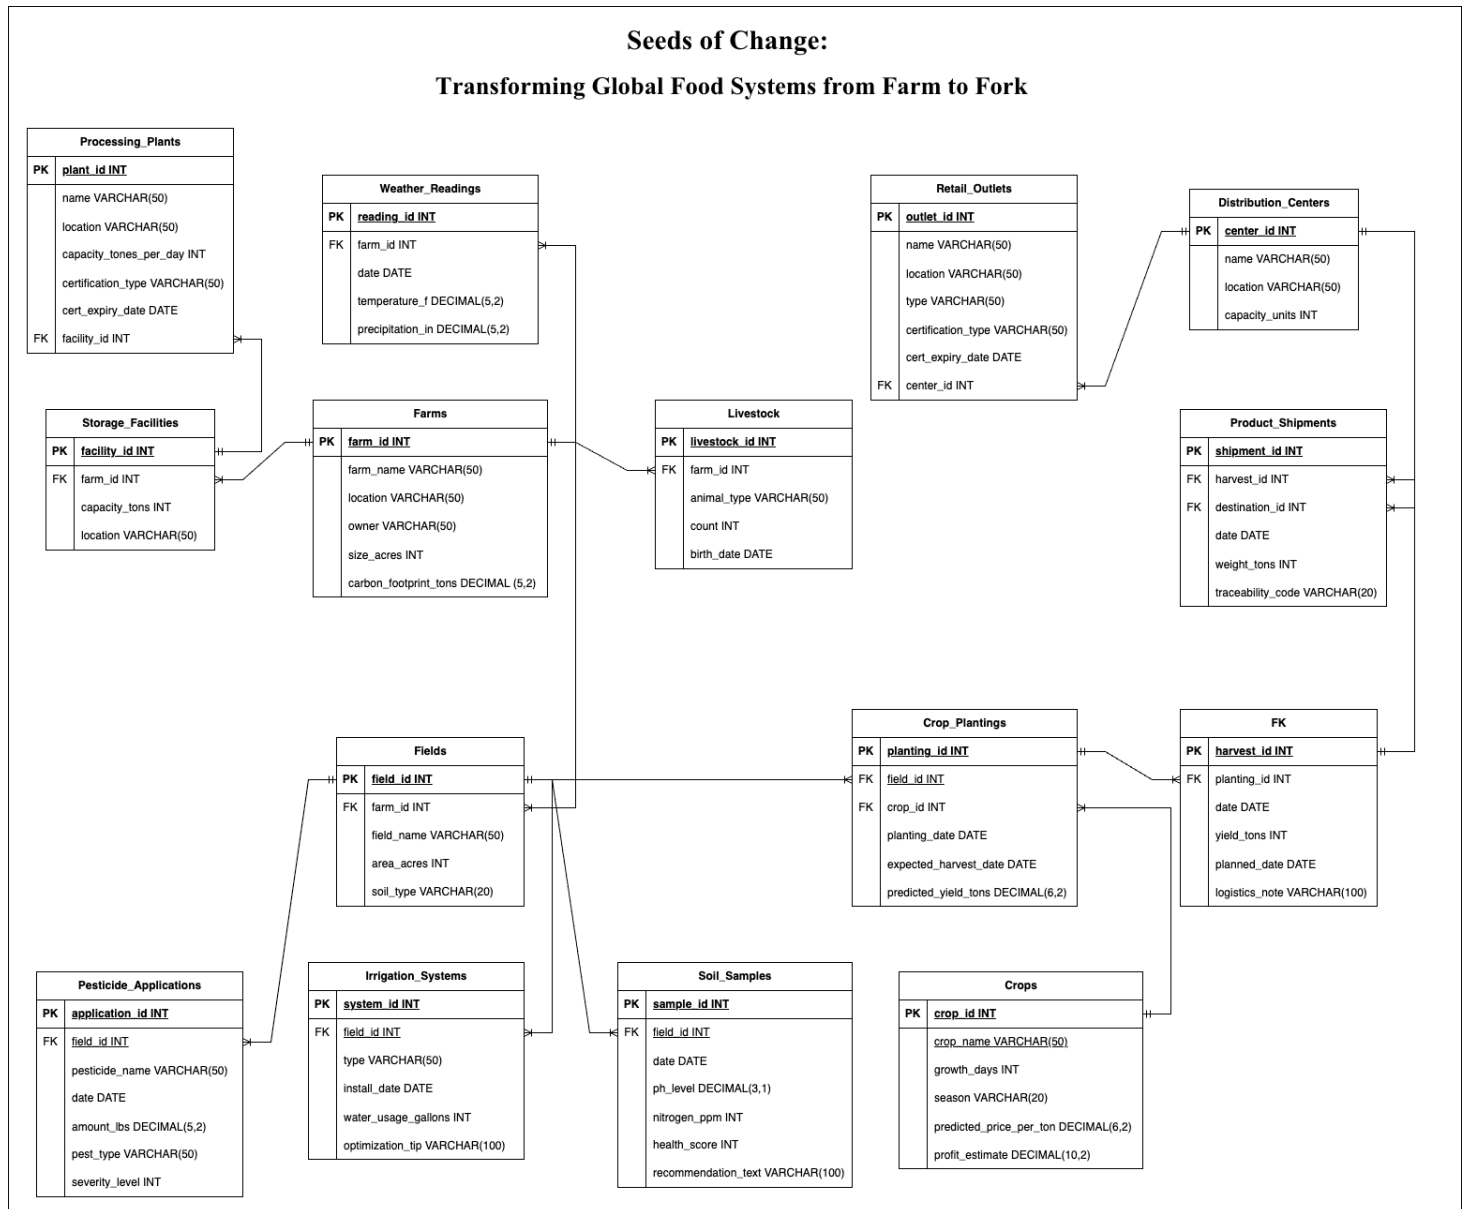 Seeds of Change:
Transforming Global Food Systems from Farm to Fork
Processing_Plants
PK plant_id INT
name VARCHAR(50)
location VARCHAR(50)
capacity_tones_per_day INT
certification_type VARCHAR(50)
cert_expiry_date DATE
FK facility_id INT
Weather_Readings
PK reading_id INT
FK farm_id INT
date DATE
temperature_f DECIMAL(5,2)
precipitation_in DECIMAL(5,2)
Retail_Outlets
PK outlet_id INT
name VARCHAR(50)
location VARCHAR(50)
type VARCHAR(50)
certification_type VARCHAR(50)
cert_expiry_date DATE
FK center_id INT
Distribution_Centers
PK center_id INT
name VARCHAR(50)
location VARCHAR(50)
capacity_units INT
Storage_Facilities
PK facility_id INT
FK farm_id INT
capacity_tons INT
location VARCHAR(50)
Farms
PK farm_id INT
farm_name VARCHAR(50)
location VARCHAR(50)
owner VARCHAR(50)
size_acres INT
carbon_footprint_tons DECIMAL (5,2)
Livestock
PK livestock_id INT
FK farm_id INT
animal_type VARCHAR(50)
count INT
birth_date DATE
Product_Shipments
PK shipment_id INT
FK harvest_id INT
FK destination_id INT
date DATE
weight_tons INT
traceability_code VARCHAR(20)
Fields
PK field_id INT
FK farm_id INT
field_name VARCHAR(50)
area_acres INT
soil_type VARCHAR(20)
Crop_Plantings
PK planting_id INT
FK field_id INT
FK crop_id INT
planting_date DATE
expected_harvest_date DATE
predicted_yield_tons DECIMAL(6,2)
FK
PK harvest_id INT
FK planting_id INT
date DATE
yield_tons INT
planned_date DATE
logistics_note VARCHAR(100)
Pesticide_Applications
PK application_id INT
FK field_id INT
pesticide_name VARCHAR(50)
date DATE
amount_lbs DECIMAL(5,2)
pest_type VARCHAR(50)
severity_level INT
Irrigation_Systems
PK system_id INT
FK field_id INT
type VARCHAR(50)
install_date DATE
water_usage_gallons INT
optimization_tip VARCHAR(100)
Soil_Samples
PK sample_id INT
FK field_id INT
date DATE
ph_level DECIMAL(3,1)
nitrogen_ppm INT
health_score INT
recommendation_text VARCHAR(100)
Crops
PK crop_id INT
crop_name VARCHAR(50)
growth_days INT
season VARCHAR(20)
predicted_price_per_ton DECIMAL(6,2)
profit_estimate DECIMAL(10,2)